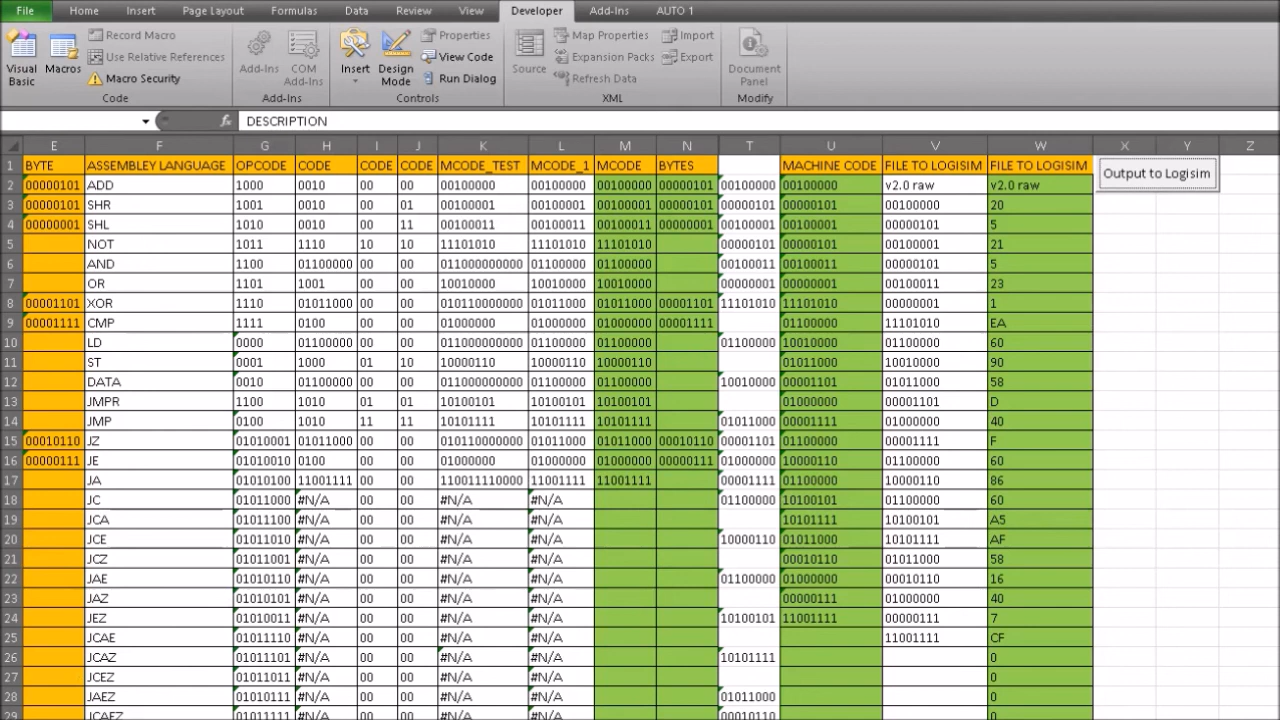 File Home Insert Page Layout Formulas Data Review View Developer Add-Ins AUTO 1
Record Macro Properties Map Properties Import
Use Relative References View Code Expansion Packs Export
Visual Basic Macros Macro Security Add-Ins COM Add-Ins Insert Design Mode Run Dialog Source Refresh Data Document Panel
Code Add-Ins Controls XML Modify
fx DESCRIPTION
E F G H I J K L M N T U V W X Y Z
1 BYTE ASSEMBLEY LANGUAGE OPCODE CODE CODE CODE MCODE_TEST MCODE_1 MCODE BYTES MACHINE CODE FILE TO LOGISIM FILE TO LOGISIM Output to Logisim
2 00000101 ADD 1000 0010 00 00 00100000 00100000 00100000 00000101 00100000 00100000 v2.0 raw v2.0 raw
3 00000101 SHR 1001 0010 00 01 00100001 00100001 00100001 00000101 00000101 00000101 00100000 20
4 00000001 SHL 1010 0010 00 11 00100011 00100011 00100011 00000001 00100001 00100001 00000101 5
5 NOT 1011 1110 10 10 11101010 11101010 11101010 00000101 00000101 00100001 21
6 AND 1100 01100000 00 00 011000000000 01100000 01100000 00100011 00100011 00000101 5
7 OR 1101 1001 00 00 10010000 10010000 10010000 00000001 00000001 00100011 23
8 00001101 XOR 1110 01011000 00 00 010110000000 01011000 01011000 00001101 11101010 11101010 00000001 1
9 00001111 CMP 1111 0100 00 00 01000000 01000000 01000000 00001111 01100000 11101010 EA
10 LD 0000 01100000 00 00 011000000000 01100000 01100000 01100000 10010000 01100000 60
11 ST 0001 1000 01 10 10000110 10000110 10000110 01011000 10010000 90
12 DATA 0010 01100000 00 00 011000000000 01100000 01100000 10010000 00001101 01011000 58
13 JMPR 1100 1010 01 01 10100101 10100101 10100101 01000000 00001101 D
14 JMP 0100 1010 11 11 10101111 10101111 10101111 01011000 00001111 01000000 40
15 00010110 JZ 01010001 01011000 00 00 010110000000 01011000 01011000 00010110 00001101 01100000 00001111 F
16 00000111 JE 01010010 0100 00 00 01000000 01000000 01000000 00000111 01000000 10000110 01100000 60
17 JA 01010100 11001111 00 00 110011110000 11001111 11001111 00001111 01100000 10000110 86
18 JC 01011000 #N/A 00 00 #N/A #N/A 01100000 10100101 01100000 60
19 JCA 01011100 #N/A 00 00 #N/A #N/A 10101111 10100101 A5
20 JCE 01011010 #N/A 00 00 #N/A #N/A 10000110 01011000 10101111 AF
21 JCZ 01011001 #N/A 00 00 #N/A #N/A 00010110 01011000 58
22 JAE 01010110 #N/A 00 00 #N/A #N/A 01100000 01000000 00010110 16
23 JAZ 01010101 #N/A 00 00 #N/A #N/A 00000111 01000000 40
24 JEZ 01010011 #N/A 00 00 #N/A #N/A 10100101 11001111 00000111 7
25 JCAE 01011110 #N/A 00 00 #N/A #N/A 11001111 CF
26 JCAZ 01011101 #N/A 00 00 #N/A #N/A 10101111 0
27 JCEZ 01011011 #N/A 00 00 #N/A #N/A 0
28 JAEZ 01010111 #N/A 00 00 #N/A #N/A 01011000 0
29 JCAEZ 01011111 #N/A 00 00 #N/A #N/A 00010110 0